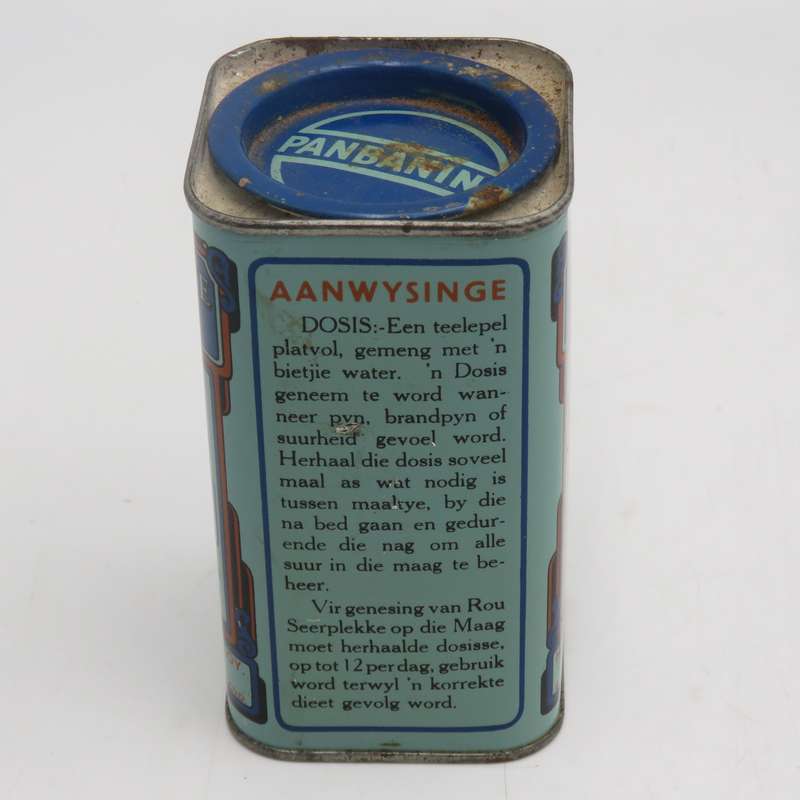 PANBANIN
AANWYSINGE
DOSIS:-Een teelepel
platvol, gemeng met 'n
bietjie water. 'n Dosis
geneem te word wan-
neer pyn, brandpyn of
suurheid gevoel word.
Herhaal die dosis soveel
maal as wat nodig is
tussen maaltye, by die
na bed gaan en gedur-
ende die nag om alle
suur in die maag te be-
heer.
Vir genesing van Rou
Seerplekke op die Maag
moet herhaalde dosisse,
op tot 12 per dag, gebruik
word terwyl 'n korrekte
dieet gevolg word.